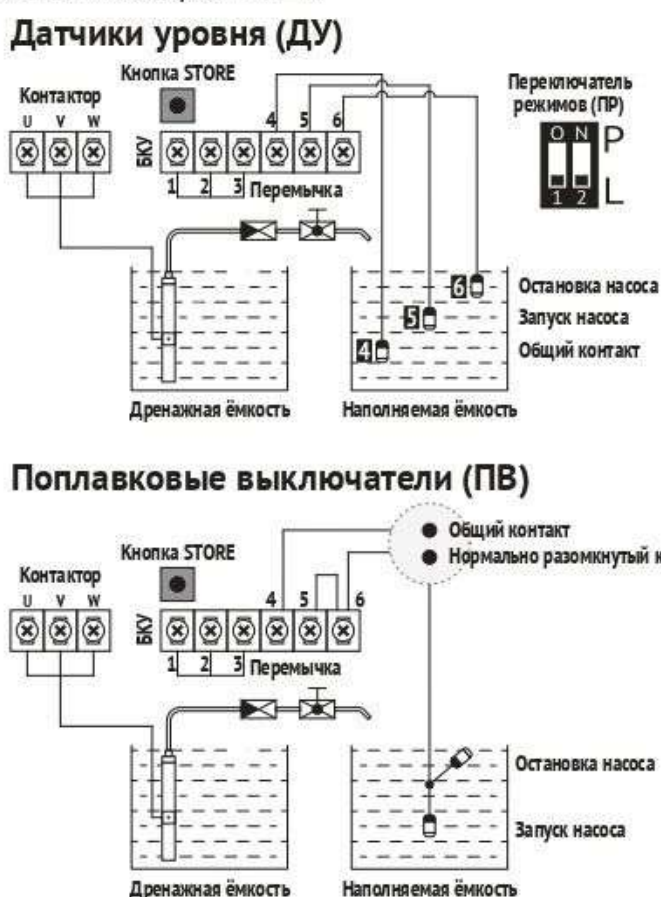 Датчики уровня (ДУ)
Кнопка STORE
Контактор
U V W
БКУ
4 5 6
1 2 3 Перемычка
Переключатель
режимов (ПР)
O N P
1 2 L
6 Остановка насоса
5 Запуск насоса
4 Общий контакт
Дренажная ёмкость
Наполняемая ёмкость
Поплавковые выключатели (ПВ)
Общий контакт
Нормально разомкнутый к
Кнопка STORE
Контактор
U V W
БКУ
4 5 6
1 2 3 Перемычка
Остановка насоса
Запуск насоса
Дренажная ёмкость
Наполняемая ёмкость